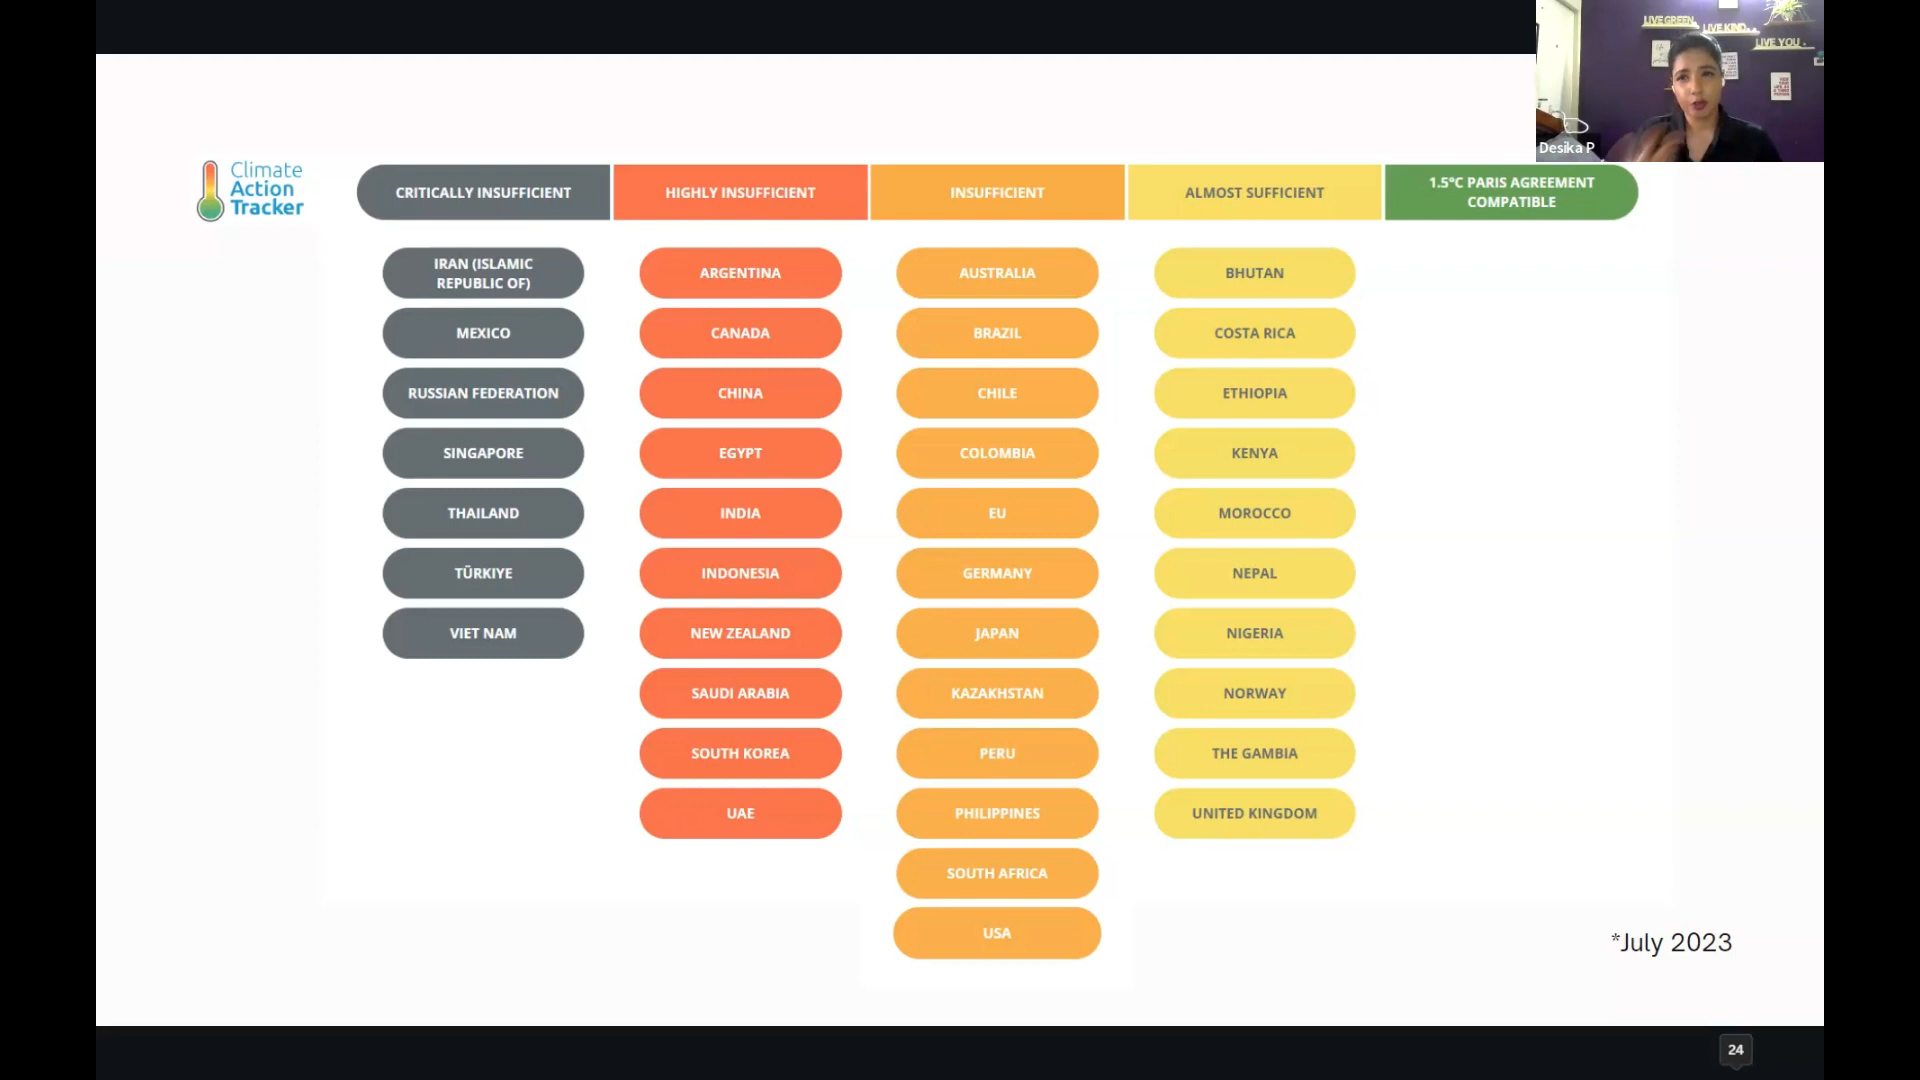 LIVE GREEN
LIVE KIND
LIVE YOU
Desika P
Climate
Action
Tracker
CRITICALLY INSUFFICIENT
HIGHLY INSUFFICIENT
INSUFFICIENT
ALMOST SUFFICIENT
1.5°C PARIS AGREEMENT
COMPATIBLE
IRAN (ISLAMIC
REPUBLIC OF)
MEXICO
RUSSIAN FEDERATION
SINGAPORE
THAILAND
TÜRKIYE
VIET NAM
ARGENTINA
CANADA
CHINA
EGYPT
INDIA
INDONESIA
NEW ZEALAND
SAUDI ARABIA
SOUTH KOREA
UAE
AUSTRALIA
BRAZIL
CHILE
COLOMBIA
EU
GERMANY
JAPAN
KAZAKHSTAN
PERU
PHILIPPINES
SOUTH AFRICA
USA
BHUTAN
COSTA RICA
ETHIOPIA
KENYA
MOROCCO
NEPAL
NIGERIA
NORWAY
THE GAMBIA
UNITED KINGDOM
*July 2023
24